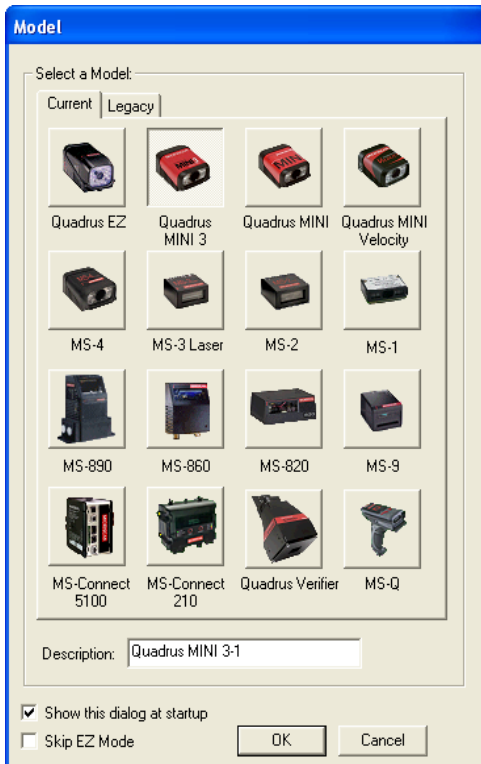 Model
Select a Model:
Current Legacy
Quadrus EZ
Quadrus MINI 3
Quadrus MINI
Quadrus MINI Velocity
MS-4
MS-3 Laser
MS-2
MS-1
MS-890
MS-860
MS-820
MS-9
MS-Connect 5100
MS-Connect 210
Quadrus Verifier
MS-Q
Description: Quadrus MINI 3-1
Show this dialog at startup
Skip EZ Mode
OK
Cancel